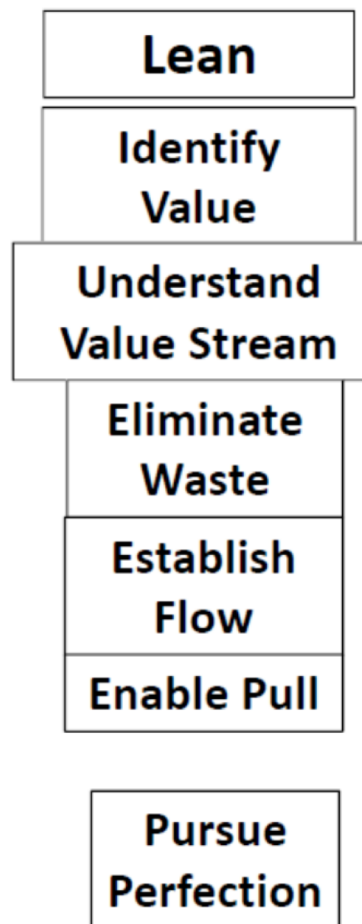 Lean
Identify
Value
Understand
Value Stream
Eliminate
Waste
Establish
Flow
Enable Pull
Pursue
Perfection